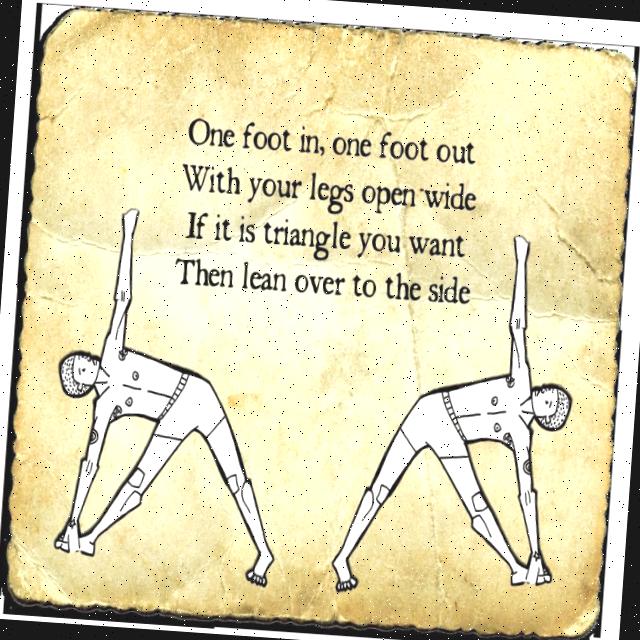 One foot in, one foot out
With your legs open wide
If it is triangle you want
Then lean over to the side